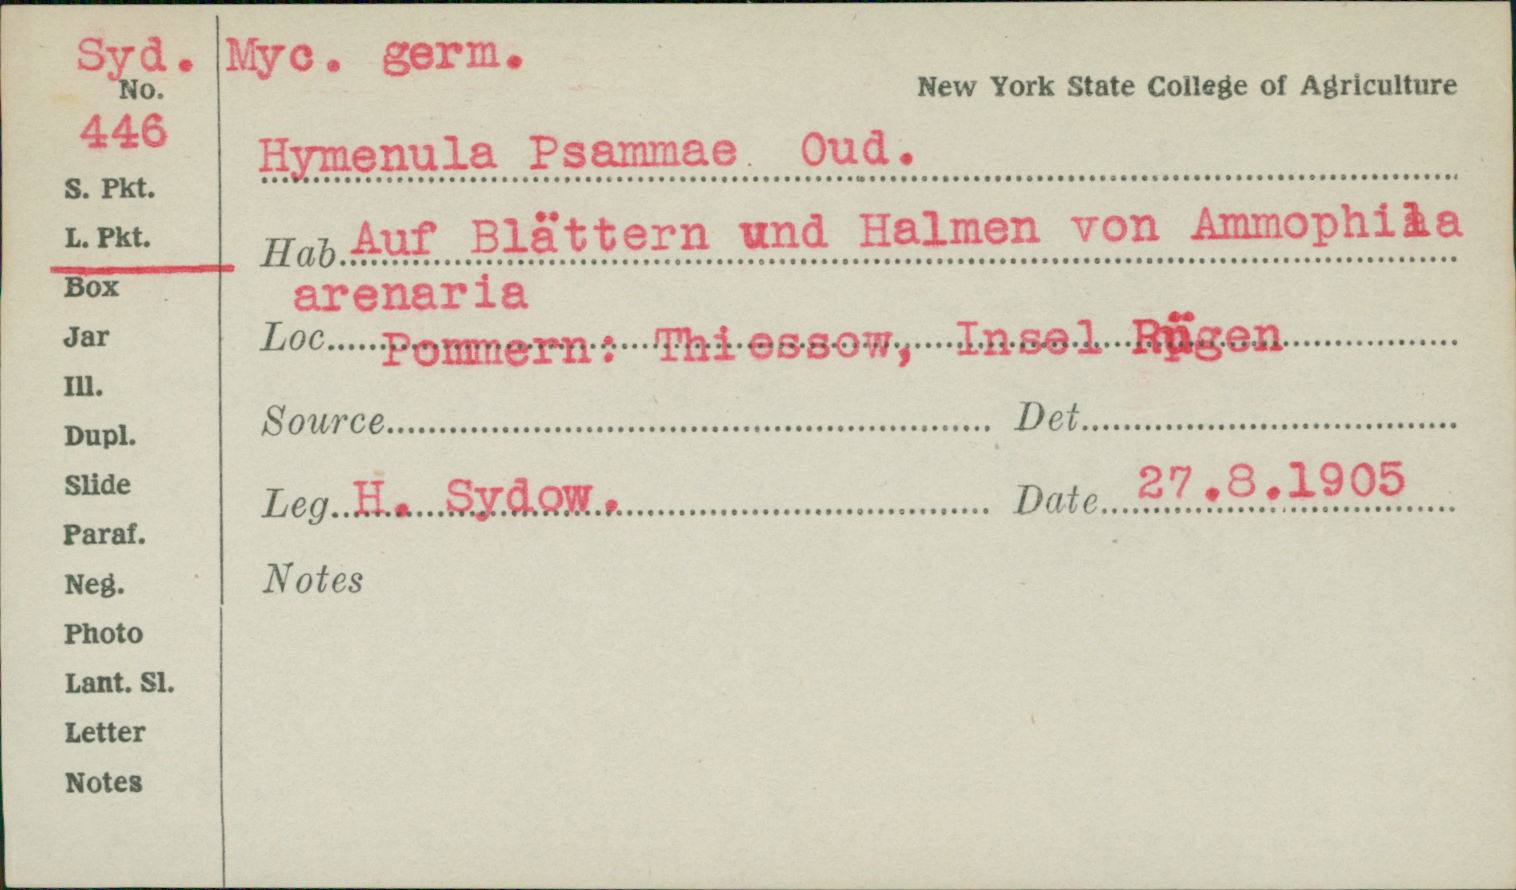 Syd. Myc. germ.
No.
New York State College of Agriculture
446
Hymenula Psammae Oud.
S. Pkt.
L. Pkt.
Hab. Auf Blättern und Halmen von Ammophila
Box
arenaria
Jar
Loc. Pommern: Thiessow, Insel Rügen
Ill.
Dupl.
Source
Det.
Slide
Leg. H. Sydow.
Date 27.8.1905
Paraf.
Neg.
Notes
Photo
Lant. Sl.
Letter
Notes